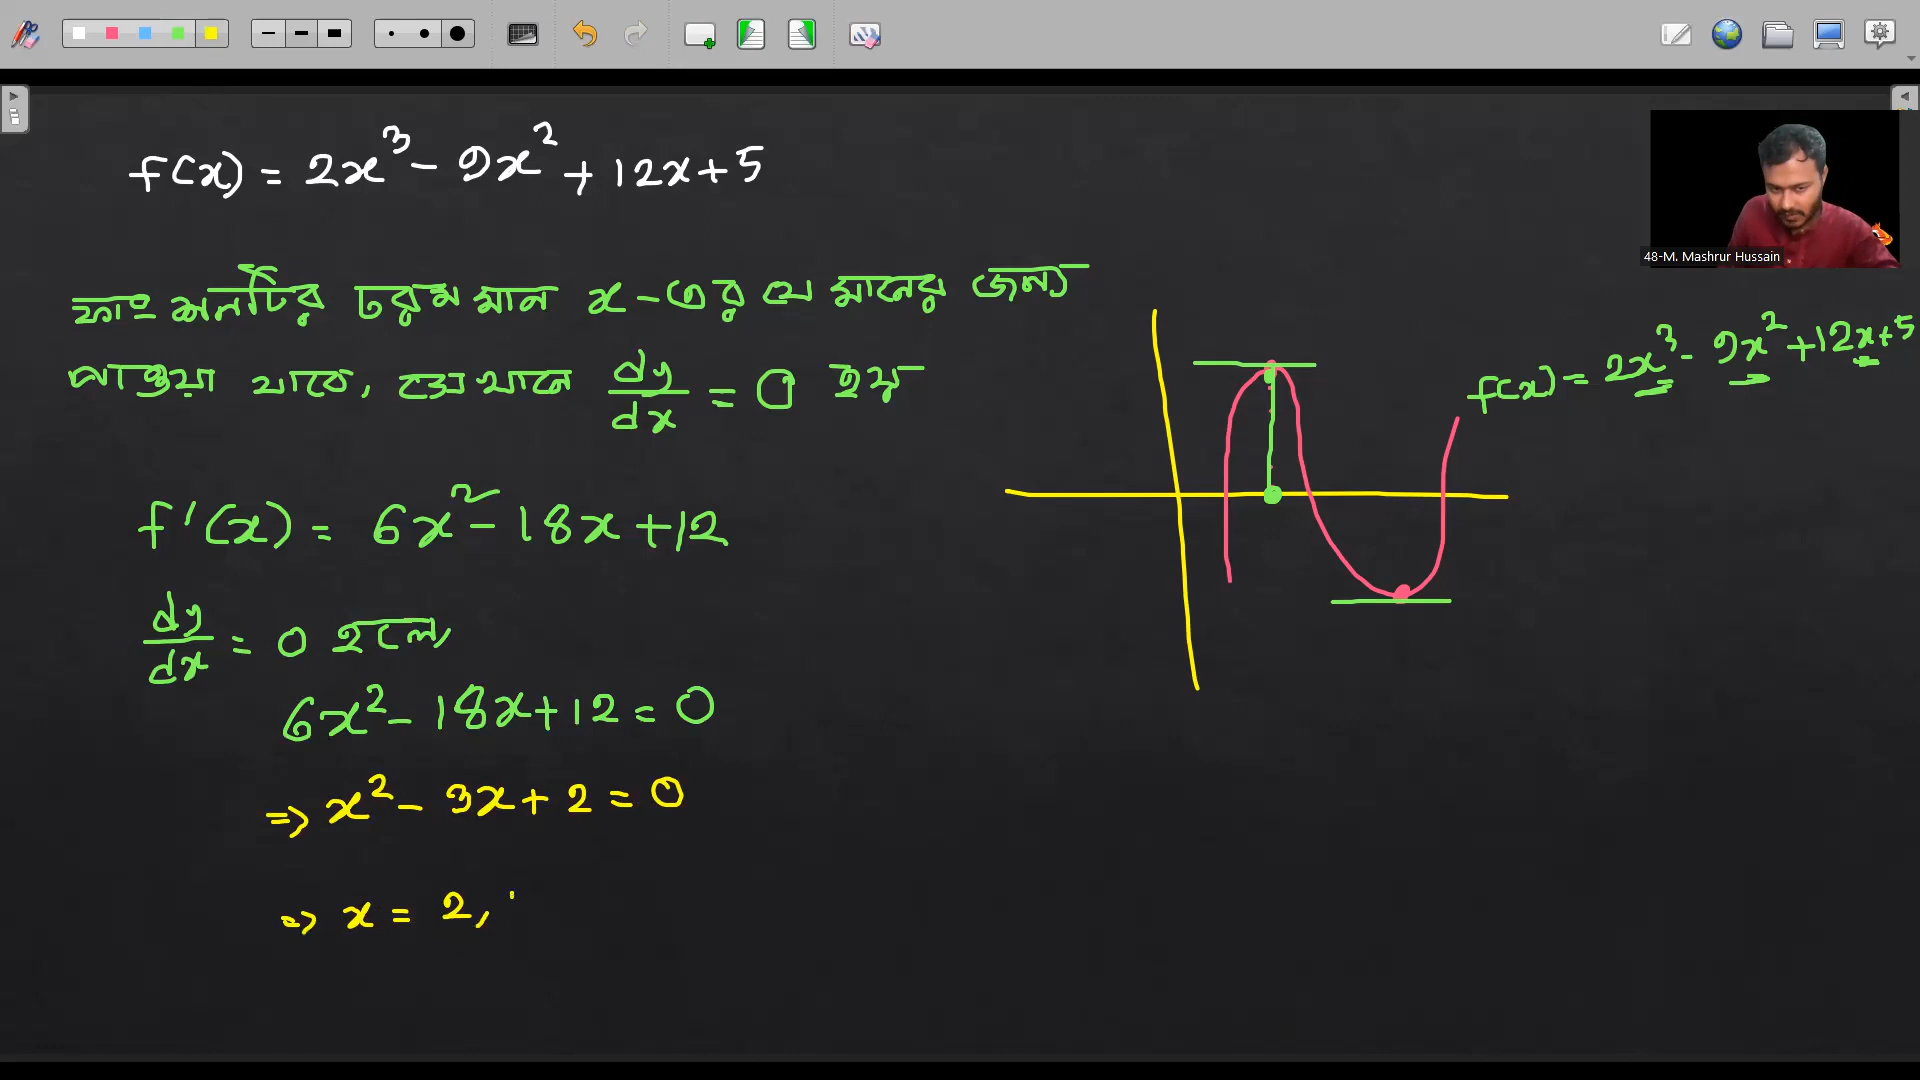 f(x) = 2x³ - 9x² + 12x + 5
ফাংশনটির চরম মান x-এর যে মানের জন্য
পাওয়া যাবে, সেখানে dy/dx = 0 হয়
f'(x) = 6x² - 18x + 12
dy/dx = 0 হলে,
6x² - 18x + 12 = 0
=> x² - 3x + 2 = 0
=> x = 2,
f(x) = 2x³ - 9x² + 12x + 5
48-M. Mashrur Hussain